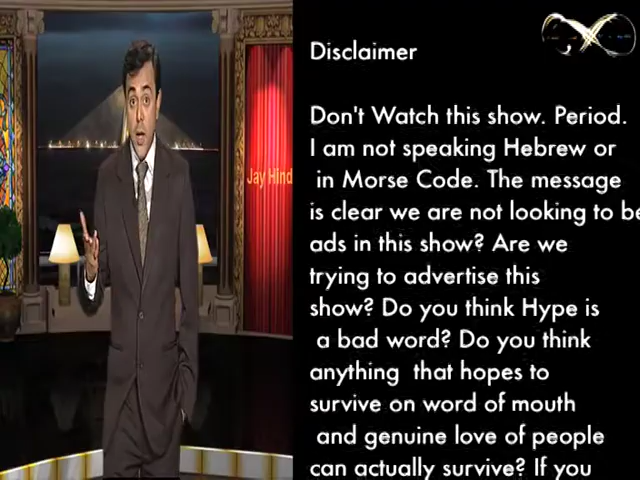 Disclaimer
Don't Watch this show. Period.
I am not speaking Hebrew or
in Morse Code. The message
is clear we are not looking to be
ads in this show? Are we
trying to advertise this
show? Do you think Hype is
a bad word? Do you think
anything that hopes to
survive on word of mouth
and genuine love of people
can actually survive? If you
Jay Hind